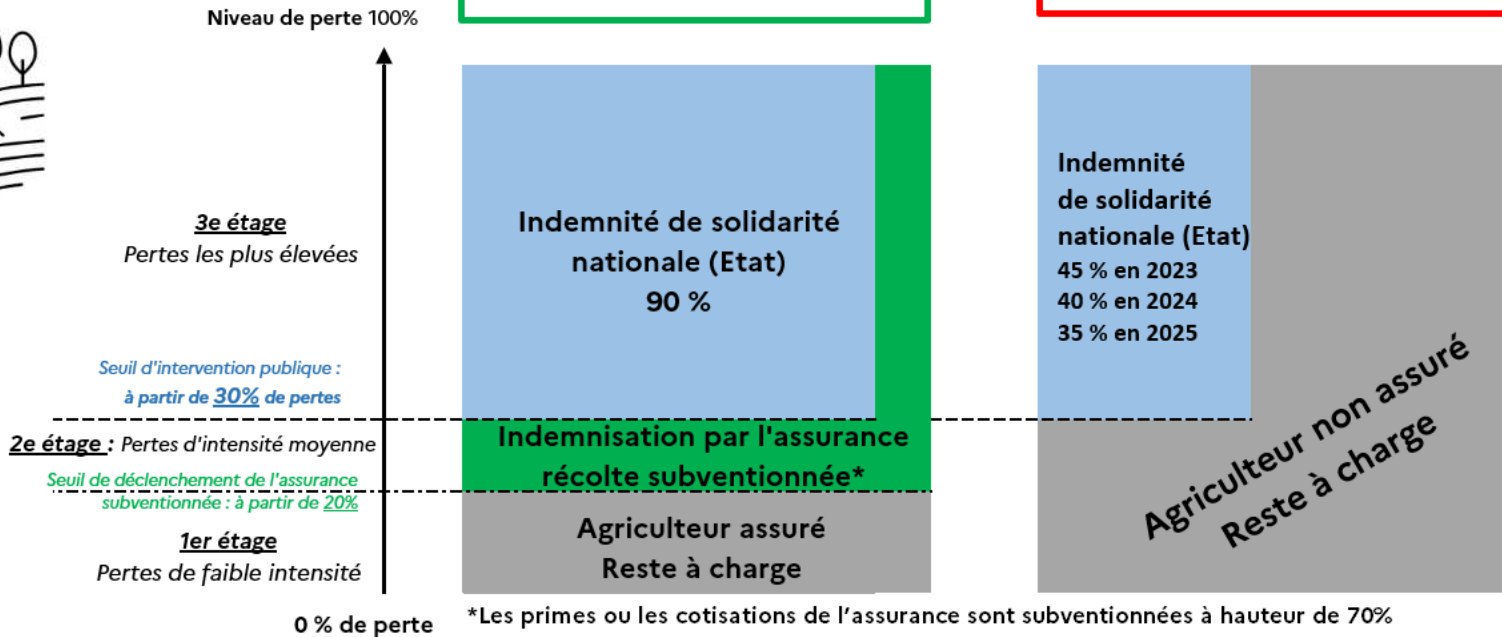 Niveau de perte 100%
3e étage
Pertes les plus élevées
Seuil d'intervention publique :
à partir de 30% de pertes
2e étage : Pertes d'intensité moyenne
Seuil de déclenchement de l'assurance
subventionnée : à partir de 20%
1er étage
Pertes de faible intensité
0 % de perte
Indemnité de solidarité
nationale (Etat)
90 %
Indemnisation par l'assurance
récolte subventionnée*
Agriculteur assuré
Reste à charge
Indemnité
de solidarité
nationale (Etat)
45 % en 2023
40 % en 2024
35 % en 2025
Agriculteur non assuré
Reste à charge
*Les primes ou les cotisations de l'assurance sont subventionnées à hauteur de 70%